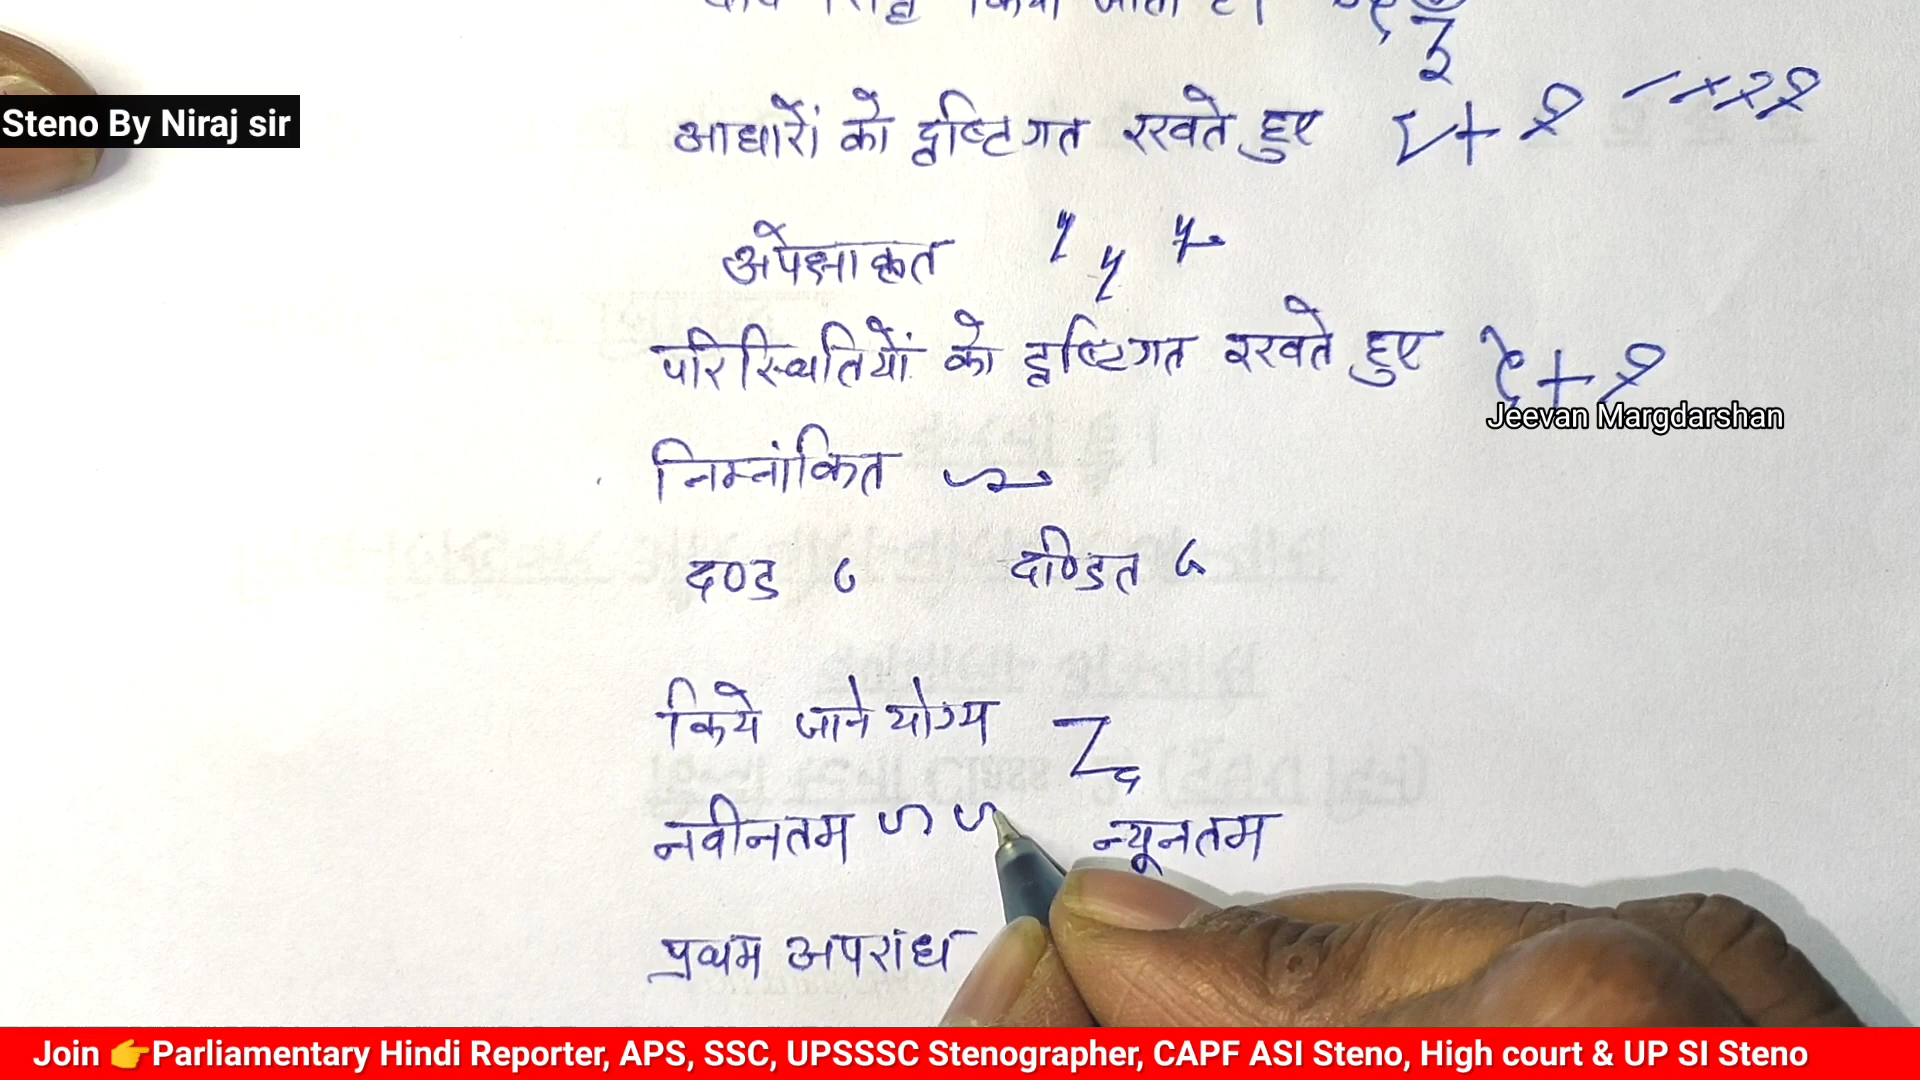 किया जाता है।
आधारों को दृष्टिगत रखते हुए
Steno By Niraj sir
अपेक्षाकृत
परिस्थितियों को दृष्टिगत रखते हुए
Jeevan Margdarshan
निम्नांकित
दण्ड दण्डित
किये जाने योग्य
नवीनतम न्यूनतम
प्रथम अपराध
Join 👉Parliamentary Hindi Reporter, APS, SSC, UPSSSC Stenographer, CAPF ASI Steno, High court & UP SI Steno